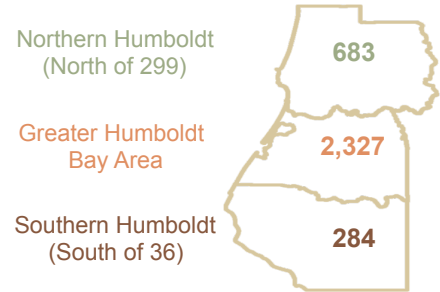 Northern Humboldt
(North of 299)
683
Greater Humboldt
Bay Area
2,327
Southern Humboldt
(South of 36)
284